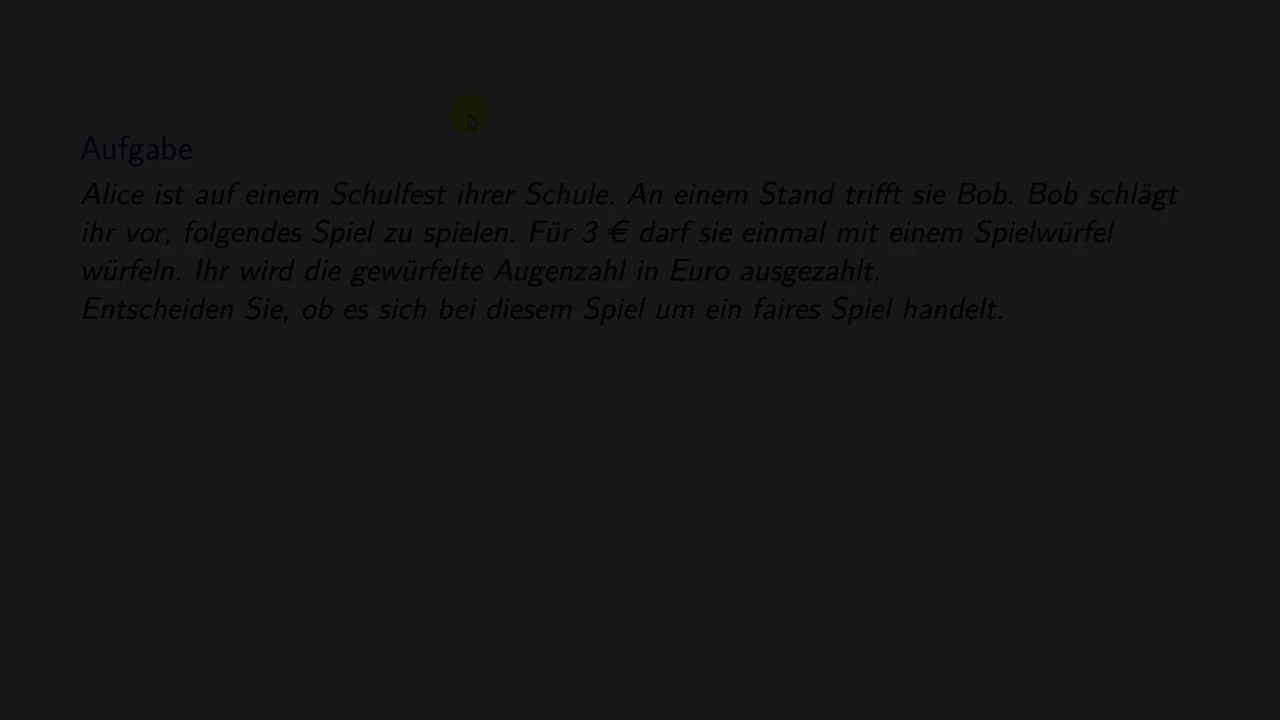 Aufgabe
Alice ist auf einem Schulfest ihrer Schule. An einem Stand trifft sie Bob. Bob schlägt
ihr vor, folgendes Spiel zu spielen. Für 3 € darf sie einmal mit einem Spielwürfel
würfeln. Ihr wird die gewürfelte Augenzahl in Euro ausgezahlt.
Entscheiden Sie, ob es sich bei diesem Spiel um ein faires Spiel handelt.